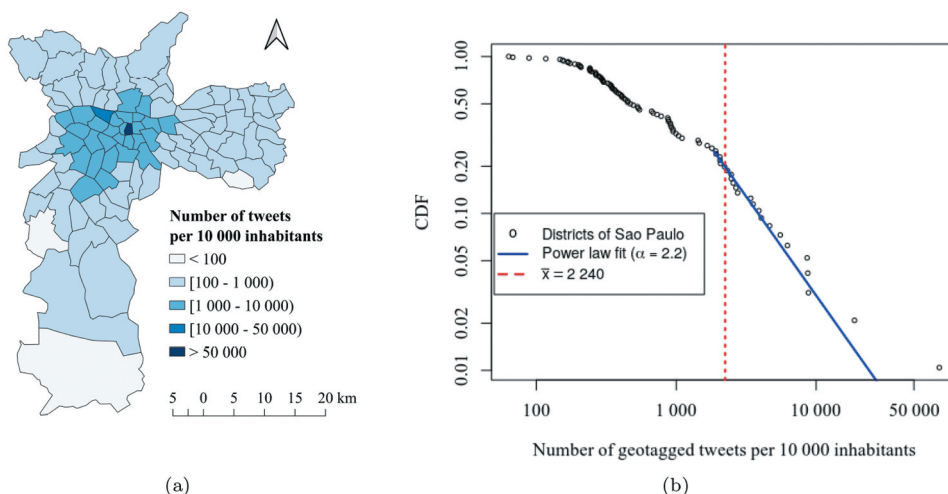 Number of tweets
per 10 000 inhabitants
< 100
[100 - 1 000)
[1 000 - 10 000)
[10 000 - 50 000)
> 50 000
5 0 5 10 15 20 km
(a)
CDF
1.00
0.50
0.20
0.10
0.05
0.02
0.01
Districts of Sao Paulo
Power law fit (α = 2.2)
x̅ = 2 240
100 1 000 10 000 50 000
Number of geotagged tweets per 10 000 inhabitants
(b)